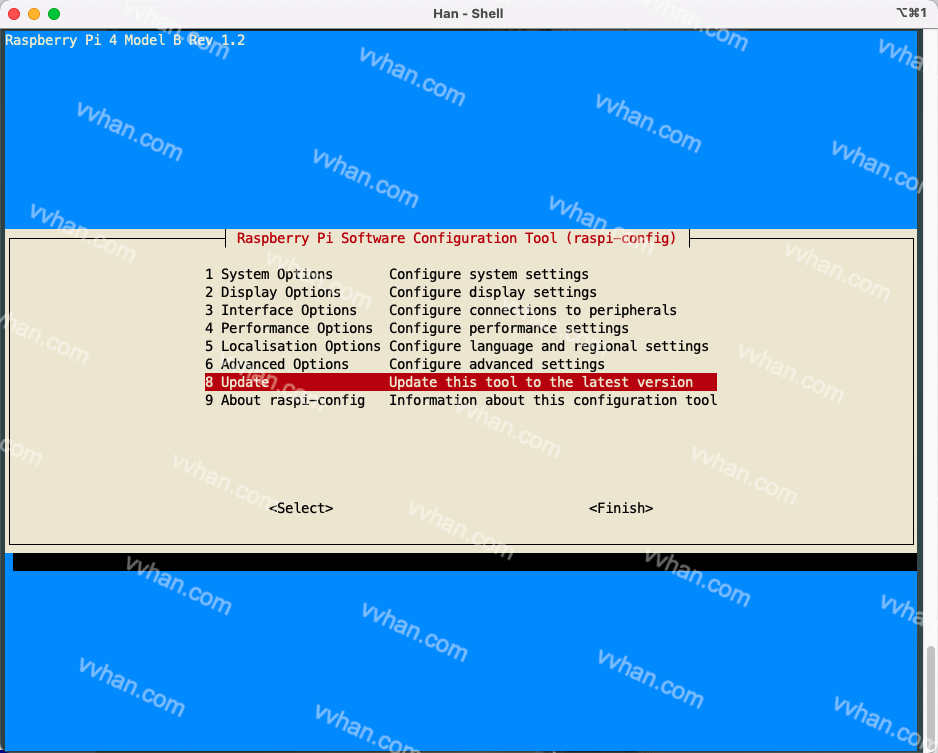 Han - Shell
⌥⌘1
Raspberry Pi 4 Model B Rev 1.2
Raspberry Pi Software Configuration Tool (raspi-config)
1 System Options Configure system settings
2 Display Options Configure display settings
3 Interface Options Configure connections to peripherals
4 Performance Options Configure performance settings
5 Localisation Options Configure language and regional settings
6 Advanced Options Configure advanced settings
8 Update Update this tool to the latest version
9 About raspi-config Information about this configuration tool
<Select> <Finish>
vvhan.com